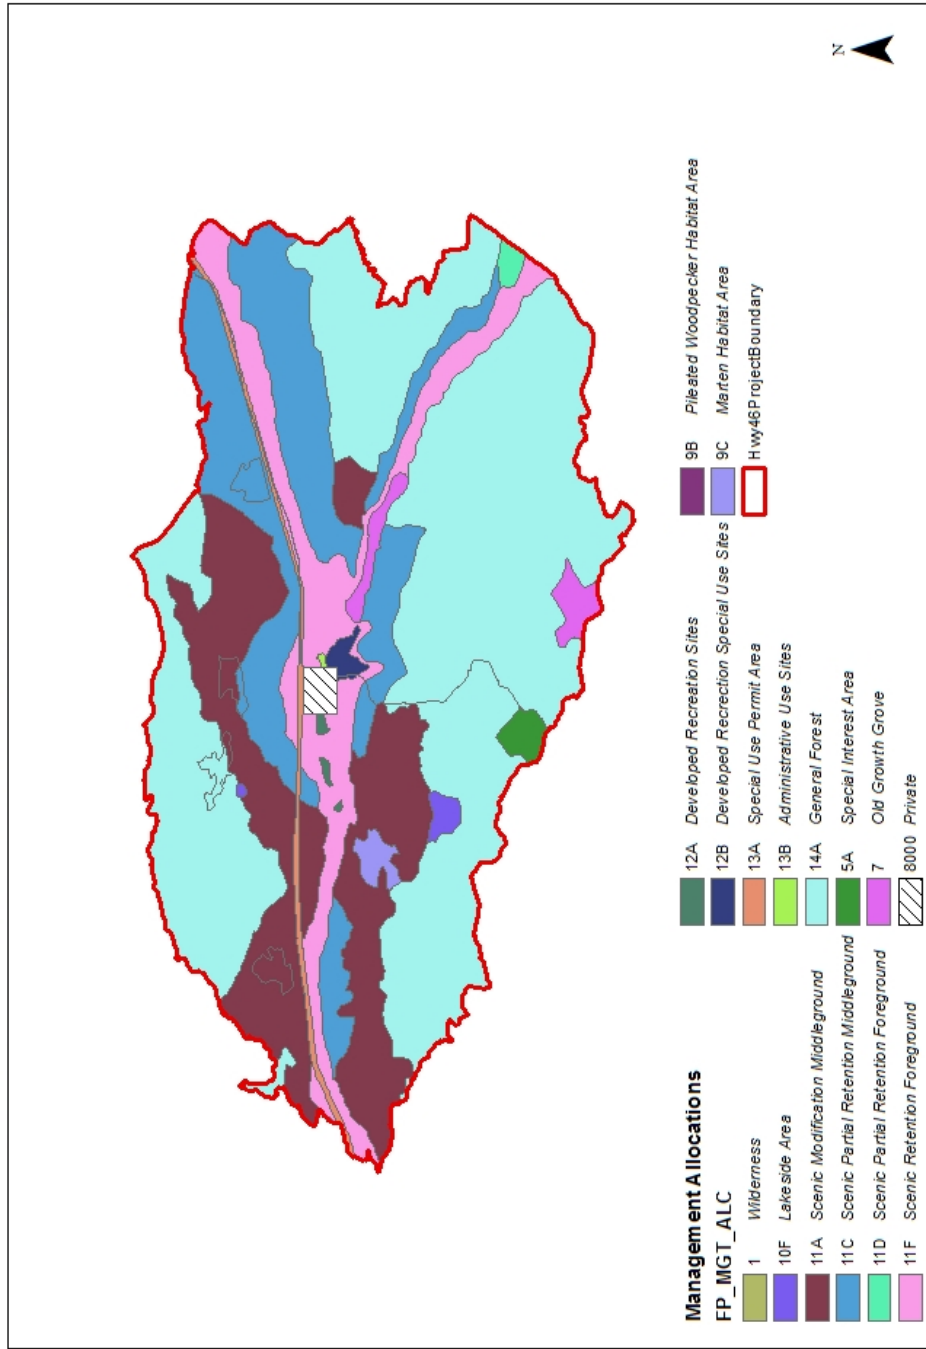 N
Management Allocations
FP_MGT_ALC
1 Wilderness
10F Lakeside Area
11A Scenic Modification Middleground
11C Scenic Partial Retention Middleground
11D Scenic Partial Retention Foreground
11F Scenic Retention Foreground
12A Developed Recreation Sites
12B Developed Recrection Special Use Sites
13A Special Use Permit Area
13B Administrative Use Sites
14A General Forest
5A Special Interest Area
7 Old Growth Grove
8000 Private
9B Pileated Woodpecker Habitat Area
9C Marten Habitat Area
Hwy46ProjectBoundary